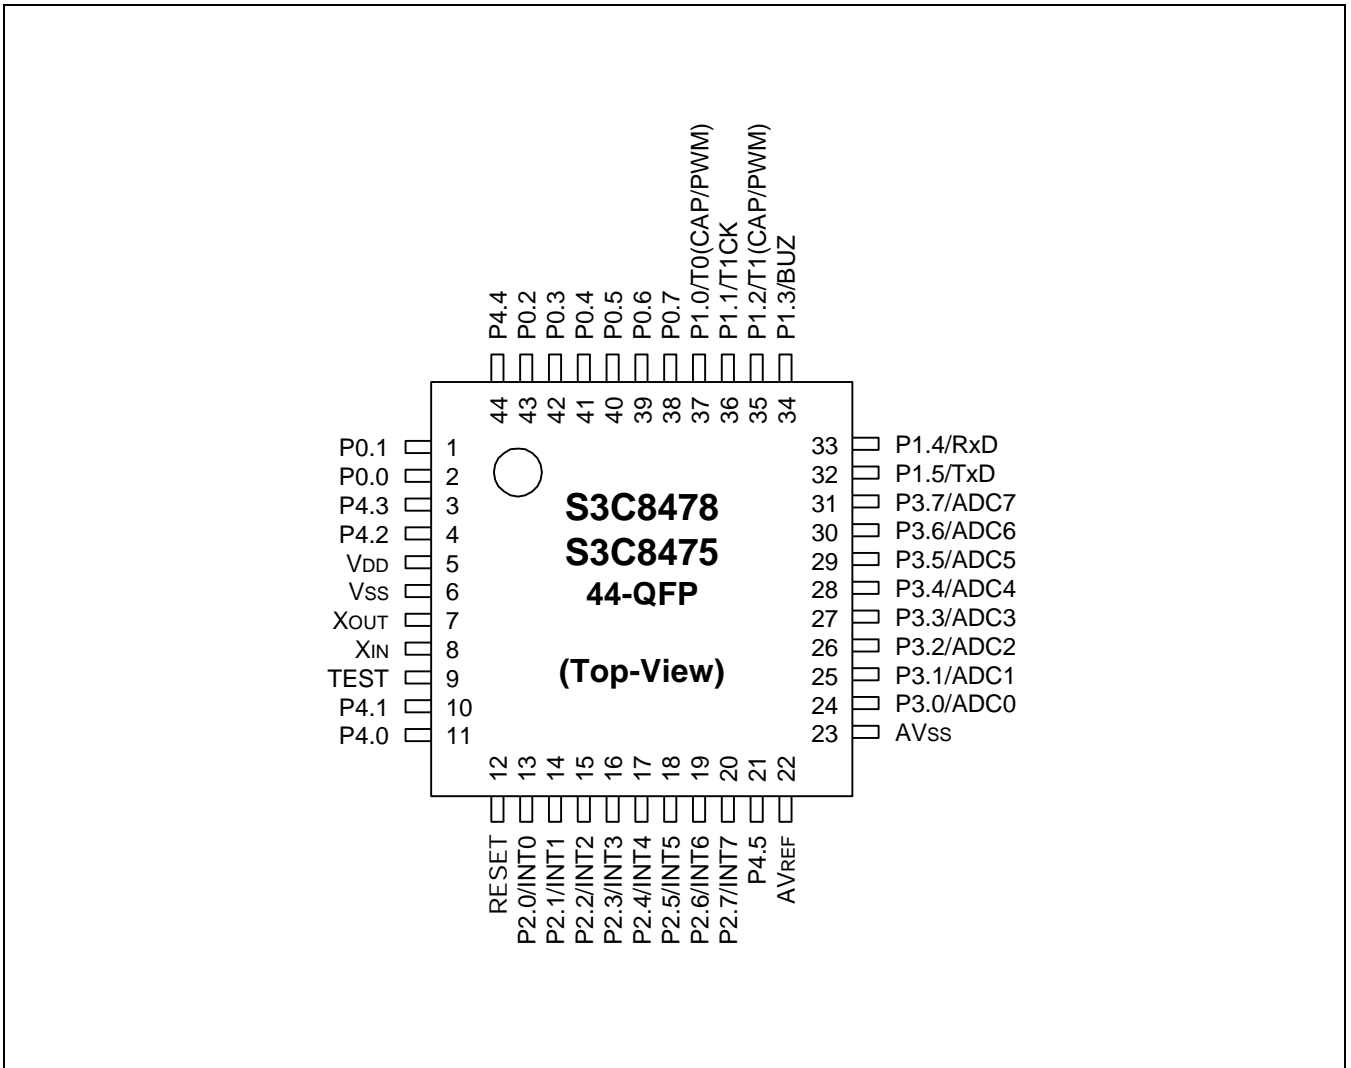 P4.4
P0.2
P0.3
P0.4
P0.5
P0.6
P0.7
P1.0/T0(CAP/PWM)
P1.1/T1CK
P1.2/T1(CAP/PWM)
P1.3/BUZ
44 43 42 41 40 39 38 37 36 35 34
P0.1 1
P0.0 2
P4.3 3
P4.2 4
VDD 5
VSS 6
XOUT 7
XIN 8
TEST 9
P4.1 10
P4.0 11
S3C8478
S3C8475
44-QFP
(Top-View)
33 P1.4/RxD
32 P1.5/TxD
31 P3.7/ADC7
30 P3.6/ADC6
29 P3.5/ADC5
28 P3.4/ADC4
27 P3.3/ADC3
26 P3.2/ADC2
25 P3.1/ADC1
24 P3.0/ADC0
23 AVSS
12 13 14 15 16 17 18 19 20 21 22
RESET
P2.0/INT0
P2.1/INT1
P2.2/INT2
P2.3/INT3
P2.4/INT4
P2.5/INT5
P2.6/INT6
P2.7/INT7
P4.5
AVREF